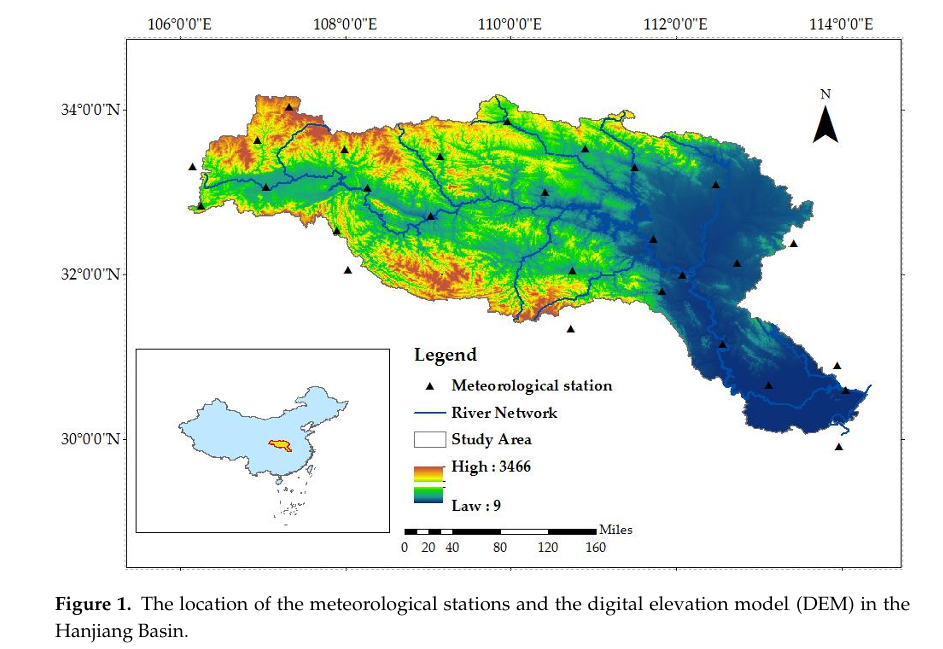 106°0'0"E 108°0'0"E 110°0'0"E 112°0'0"E 114°0'0"E
34°0'0"N
N
32°0'0"N
30°0'0"N
Legend
Meteorological station
River Network
Study Area
High : 3466
Law : 9
Miles
0 20 40 80 120 160
Figure 1. The location of the meteorological stations and the digital elevation model (DEM) in the
Hanjiang Basin.